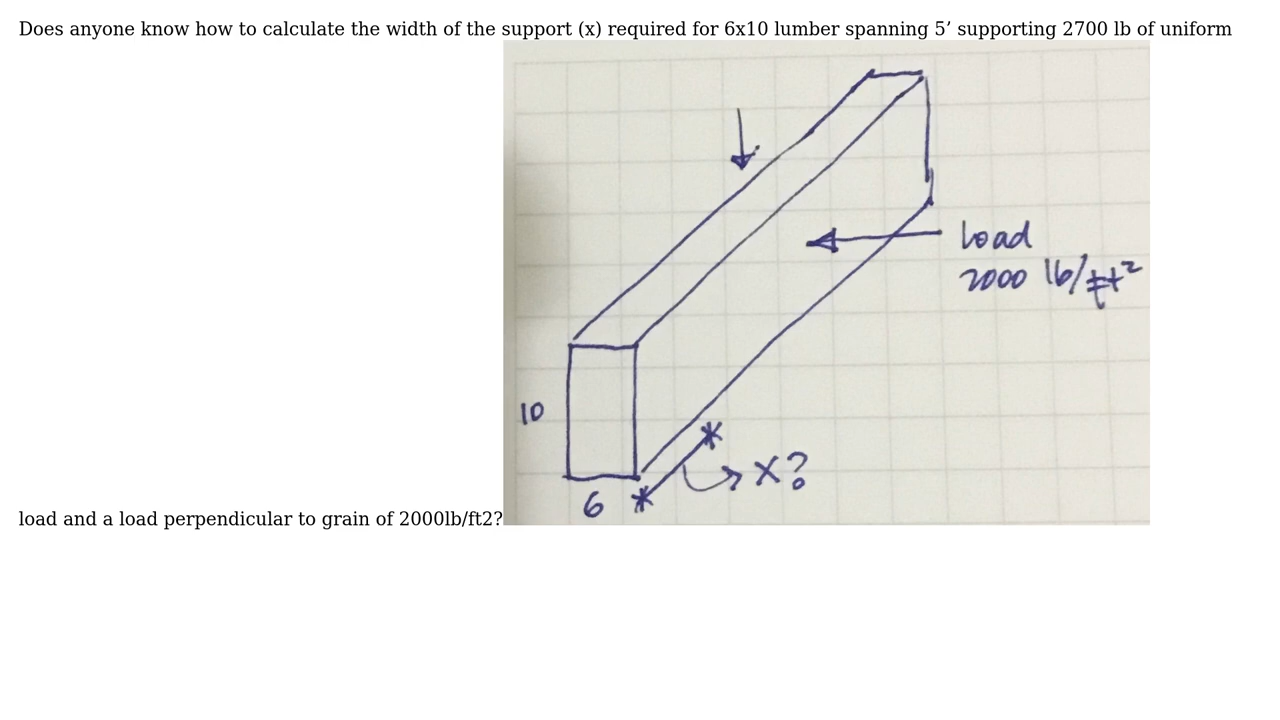 Does anyone know how to calculate the width of the support (x) required for 6x10 lumber spanning 5’ supporting 2700 lb of uniform
load
2000 lb/ft²
10
X?
6
load and a load perpendicular to grain of 2000lb/ft2?